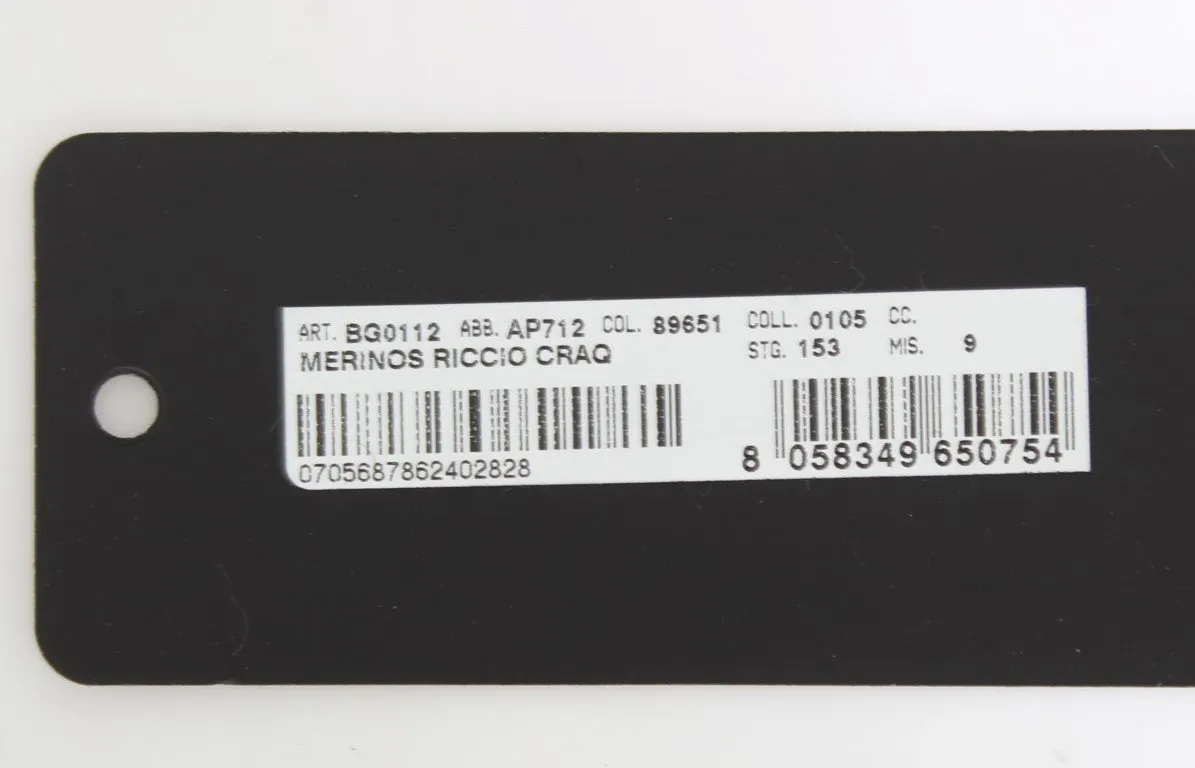 ART. BG0112 ABB. AP712 COL. 89651 COLL. 0105 CC.
MERINOS RICCIO CRAQ STG. 153 MIS. 9
0705687862402828
8 058349 650754